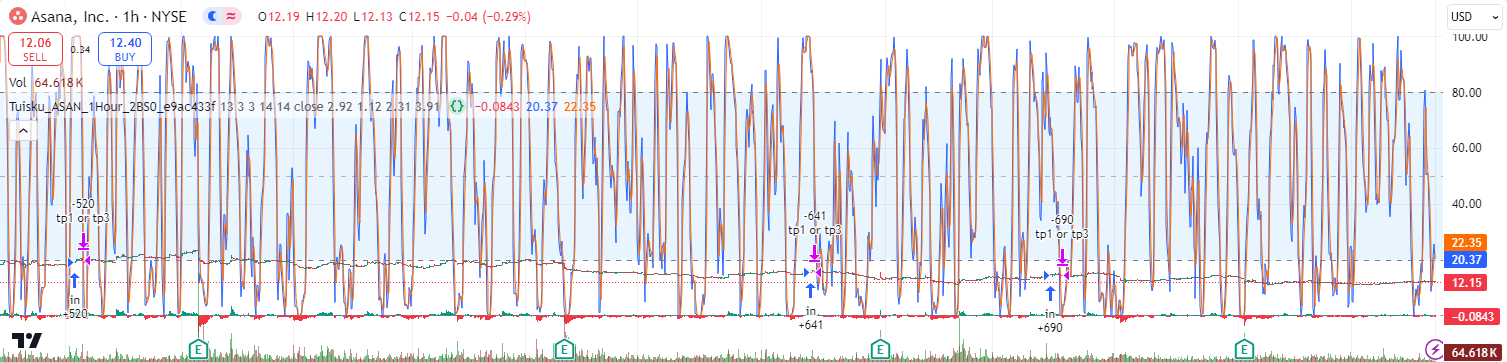 Asana, Inc. · 1h · NYSE O12.19 H12.20 L12.13 C12.15 −0.04 (−0.29%)
USD
12.06
SELL
0.34
12.40
BUY
100.00
Vol 64.618K
Tuisku_ASAN_1Hour_2BS0_e9ac433f 13 3 3 14 14 close 2.92 1.12 2.31 3.91 {} −0.0843 20.37 22.35
80.00
60.00
40.00
-520
tp1 or tp3
-641
tp1 or tp3
-690
tp1 or tp3
22.35
20.37
12.15
in
+520
in
+641
in
+690
−0.0843
E
E
E
E
64.618K